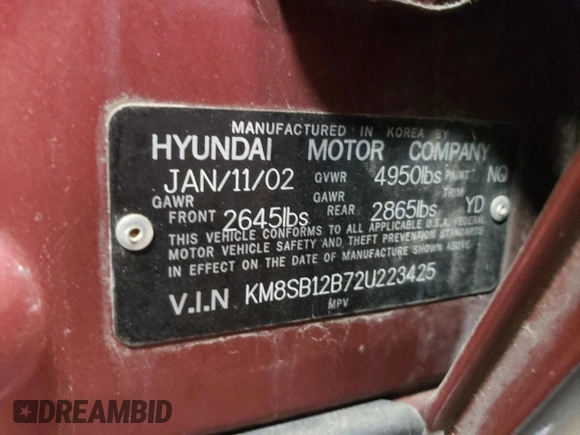 MANUFACTURED IN KOREA BY
HYUNDAI MOTOR COMPANY
JAN/11/02 GVWR 4950lbs PAINT NQ
GAWR FRONT 2645lbs GAWR REAR 2865lbs TRIM YD
THIS VEHICLE CONFORMS TO ALL APPLICABLE U.S.A. FEDERAL
MOTOR VEHICLE SAFETY AND THEFT PREVENTION STANDARDS
IN EFFECT ON THE DATE OF MANUFACTURE SHOWN ABOVE.
V.I.N KM8SB12B72U223425
MPV
DREAMBID